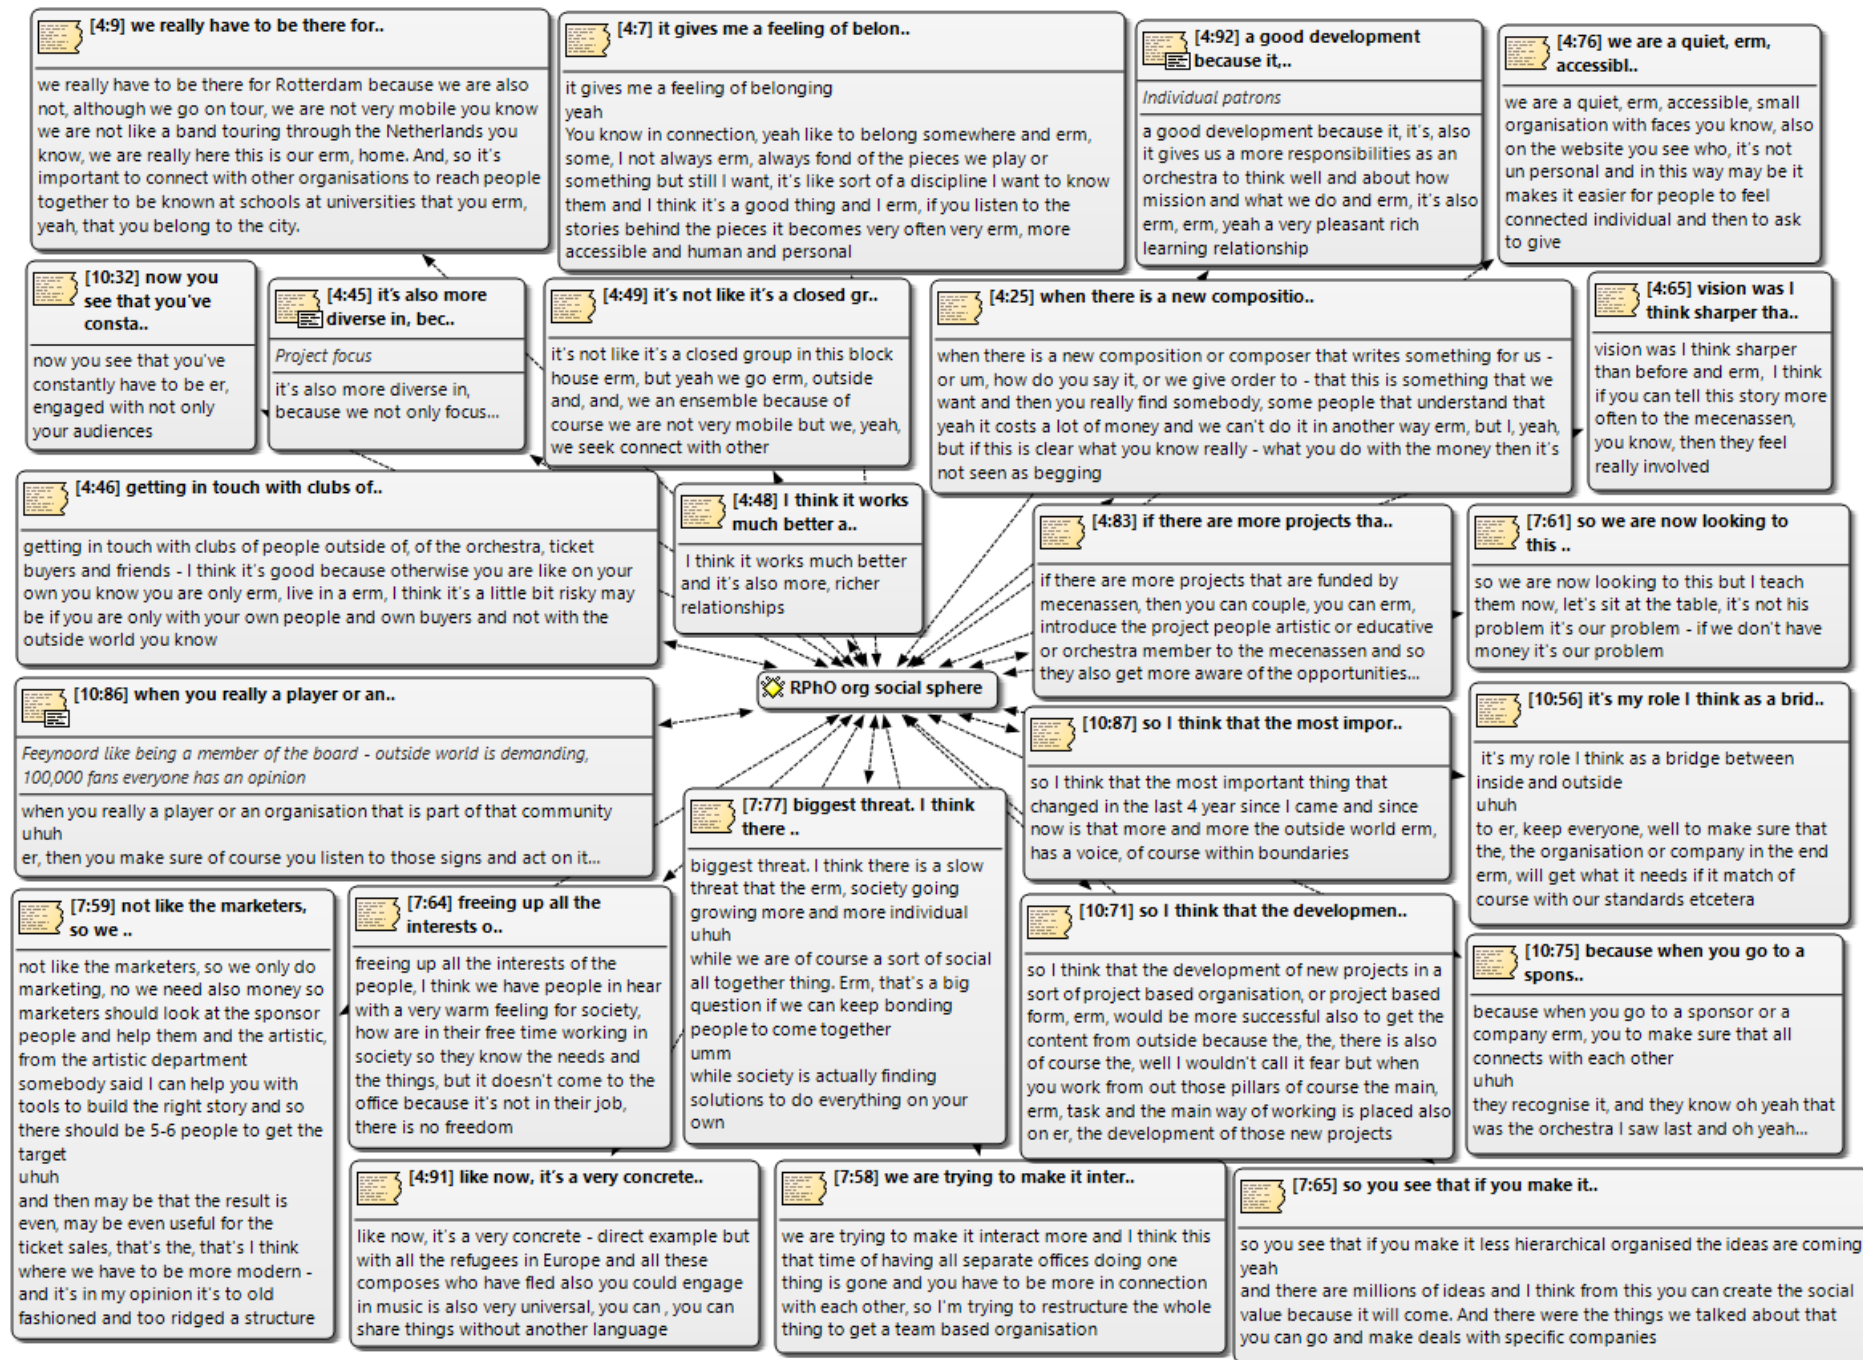 [4:9] we really have to be there for..
we really have to be there for Rotterdam because we are also
not, although we go on tour, we are not very mobile you know
we are not like a band touring through the Netherlands you
know, we are really here this is our erm, home. And, so it's
important to connect with other organisations to reach people
together to be known at schools at universities that you erm,
yeah, that you belong to the city.
[4:7] it gives me a feeling of belon..
it gives me a feeling of belonging
yeah
You know in connection, yeah like to belong somewhere and erm,
some, I not always erm, always fond of the pieces we play or
something but still I want, it's like sort of a discipline I want to know
them and I think it's a good thing and I erm, if you listen to the
stories behind the pieces it becomes very often very erm, more
accessible and human and personal
[4:92] a good development
because it,..
Individual patrons
a good development because it, it's, also
it gives us a more responsibilities as an
orchestra to think well and about how
mission and what we do and erm, it's also
erm, erm, yeah a very pleasant rich
learning relationship
[4:76] we are a quiet, erm,
accessibl..
we are a quiet, erm, accessible, small
organisation with faces you know, also
on the website you see who, it's not
un personal and in this way may be it
makes it easier for people to feel
connected individual and then to ask
to give
[10:32] now you
see that you've
consta..
now you see that you've
constantly have to be er,
engaged with not only
your audiences
[4:45] it's also more
diverse in, bec..
Project focus
it's also more diverse in,
because we not only focus...
[4:49] it's not like it's a closed gr..
it's not like it's a closed group in this block
house erm, but yeah we go erm, outside
and, and, we an ensemble because of
course we are not very mobile but we, yeah,
we seek connect with other
[4:25] when there is a new compositio..
when there is a new composition or composer that writes something for us -
or um, how do you say it, or we give order to - that this is something that we
want and then you really find somebody, some people that understand that
yeah it costs a lot of money and we can't do it in another way erm, but I, yeah,
but if this is clear what you know really - what you do with the money then it's
not seen as begging
[4:65] vision was I
think sharper tha..
vision was I think sharper
than before and erm,  I think
if you can tell this story more
often to the mecenassen,
you know, then they feel
really involved
[4:46] getting in touch with clubs of..
getting in touch with clubs of people outside of, of the orchestra, ticket
buyers and friends - I think it's good because otherwise you are like on your
own you know you are only erm, live in a erm, I think it's a little bit risky may
be if you are only with your own people and own buyers and not with the
outside world you know
[4:48] I think it works
much better a..
I think it works much better
and it's also more, richer
relationships
[4:83] if there are more projects tha..
if there are more projects that are funded by
mecenassen, then you can couple, you can erm,
introduce the project people artistic or educative
or orchestra member to the mecenassen and so
they also get more aware of the opportunities...
[7:61] so we are now looking to
this ..
so we are now looking to this but I teach
them now, let's sit at the table, it's not his
problem it's our problem - if we don't have
money it's our problem
RPhO org social sphere
[10:86] when you really a player or an..
Feeynoord like being a member of the board - outside world is demanding,
100,000 fans everyone has an opinion
when you really a player or an organisation that is part of that community
uhuh
er, then you make sure of course you listen to those signs and act on it...
[10:87] so I think that the most impor..
so I think that the most important thing that
changed in the last 4 year since I came and since
now is that more and more the outside world erm,
has a voice, of course within boundaries
[10:56] it's my role I think as a brid..
it's my role I think as a bridge between
inside and outside
uhuh
to er, keep everyone, well to make sure that
the, the organisation or company in the end
erm, will get what it needs if it match of
course with our standards etcetera
[7:59] not like the marketers,
so we ..
not like the marketers, so we only do
marketing, no we need also money so
marketers should look at the sponsor
people and help them and the artistic,
from the artistic department
somebody said I can help you with
tools to build the right story and so
there should be 5-6 people to get the
target
uhuh
and then may be that the result is
even, may be even useful for the
ticket sales, that's the, that's I think
where we have to be more modern -
and it's in my opinion it's to old
fashioned and too ridged a structure
[7:64] freeing up all the
interests o..
freeing up all the interests of the
people, I think we have people in hear
with a very warm feeling for society,
how are in their free time working in
society so they know the needs and
the things, but it doesn't come to the
office because it's not in their job,
there is no freedom
[7:77] biggest threat. I think
there ..
biggest threat. I think there is a slow
threat that the erm, society going
growing more and more individual
uhuh
while we are of course a sort of social
all together thing. Erm, that's a big
question if we can keep bonding
people to come together
umm
while society is actually finding
solutions to do everything on your
own
[10:71] so I think that the developmen..
so I think that the development of new projects in a
sort of project based organisation, or project based
form, erm, would be more successful also to get the
content from outside because the, the, there is also
of course the, well I wouldn't call it fear but when
you work from out those pillars of course the main,
erm, task and the main way of working is placed also
on er, the development of those new projects
[10:75] because when you go to a
spons..
because when you go to a sponsor or a
company erm, you to make sure that all
connects with each other
uhuh
they recognise it, and they know oh yeah that
was the orchestra I saw last and oh yeah...
[4:91] like now, it's a very concrete..
like now, it's a very concrete - direct example but
with all the refugees in Europe and all these
composes who have fled also you could engage
in music is also very universal, you can , you can
share things without another language
[7:58] we are trying to make it inter..
we are trying to make it interact more and I think this
that time of having all separate offices doing one
thing is gone and you have to be more in connection
with each other, so I'm trying to restructure the whole
thing to get a team based organisation
[7:65] so you see that if you make it..
so you see that if you make it less hierarchical organised the ideas are coming
yeah
and there are millions of ideas and I think from this you can create the social
value because it will come. And there were the things we talked about that
you can go and make deals with specific companies